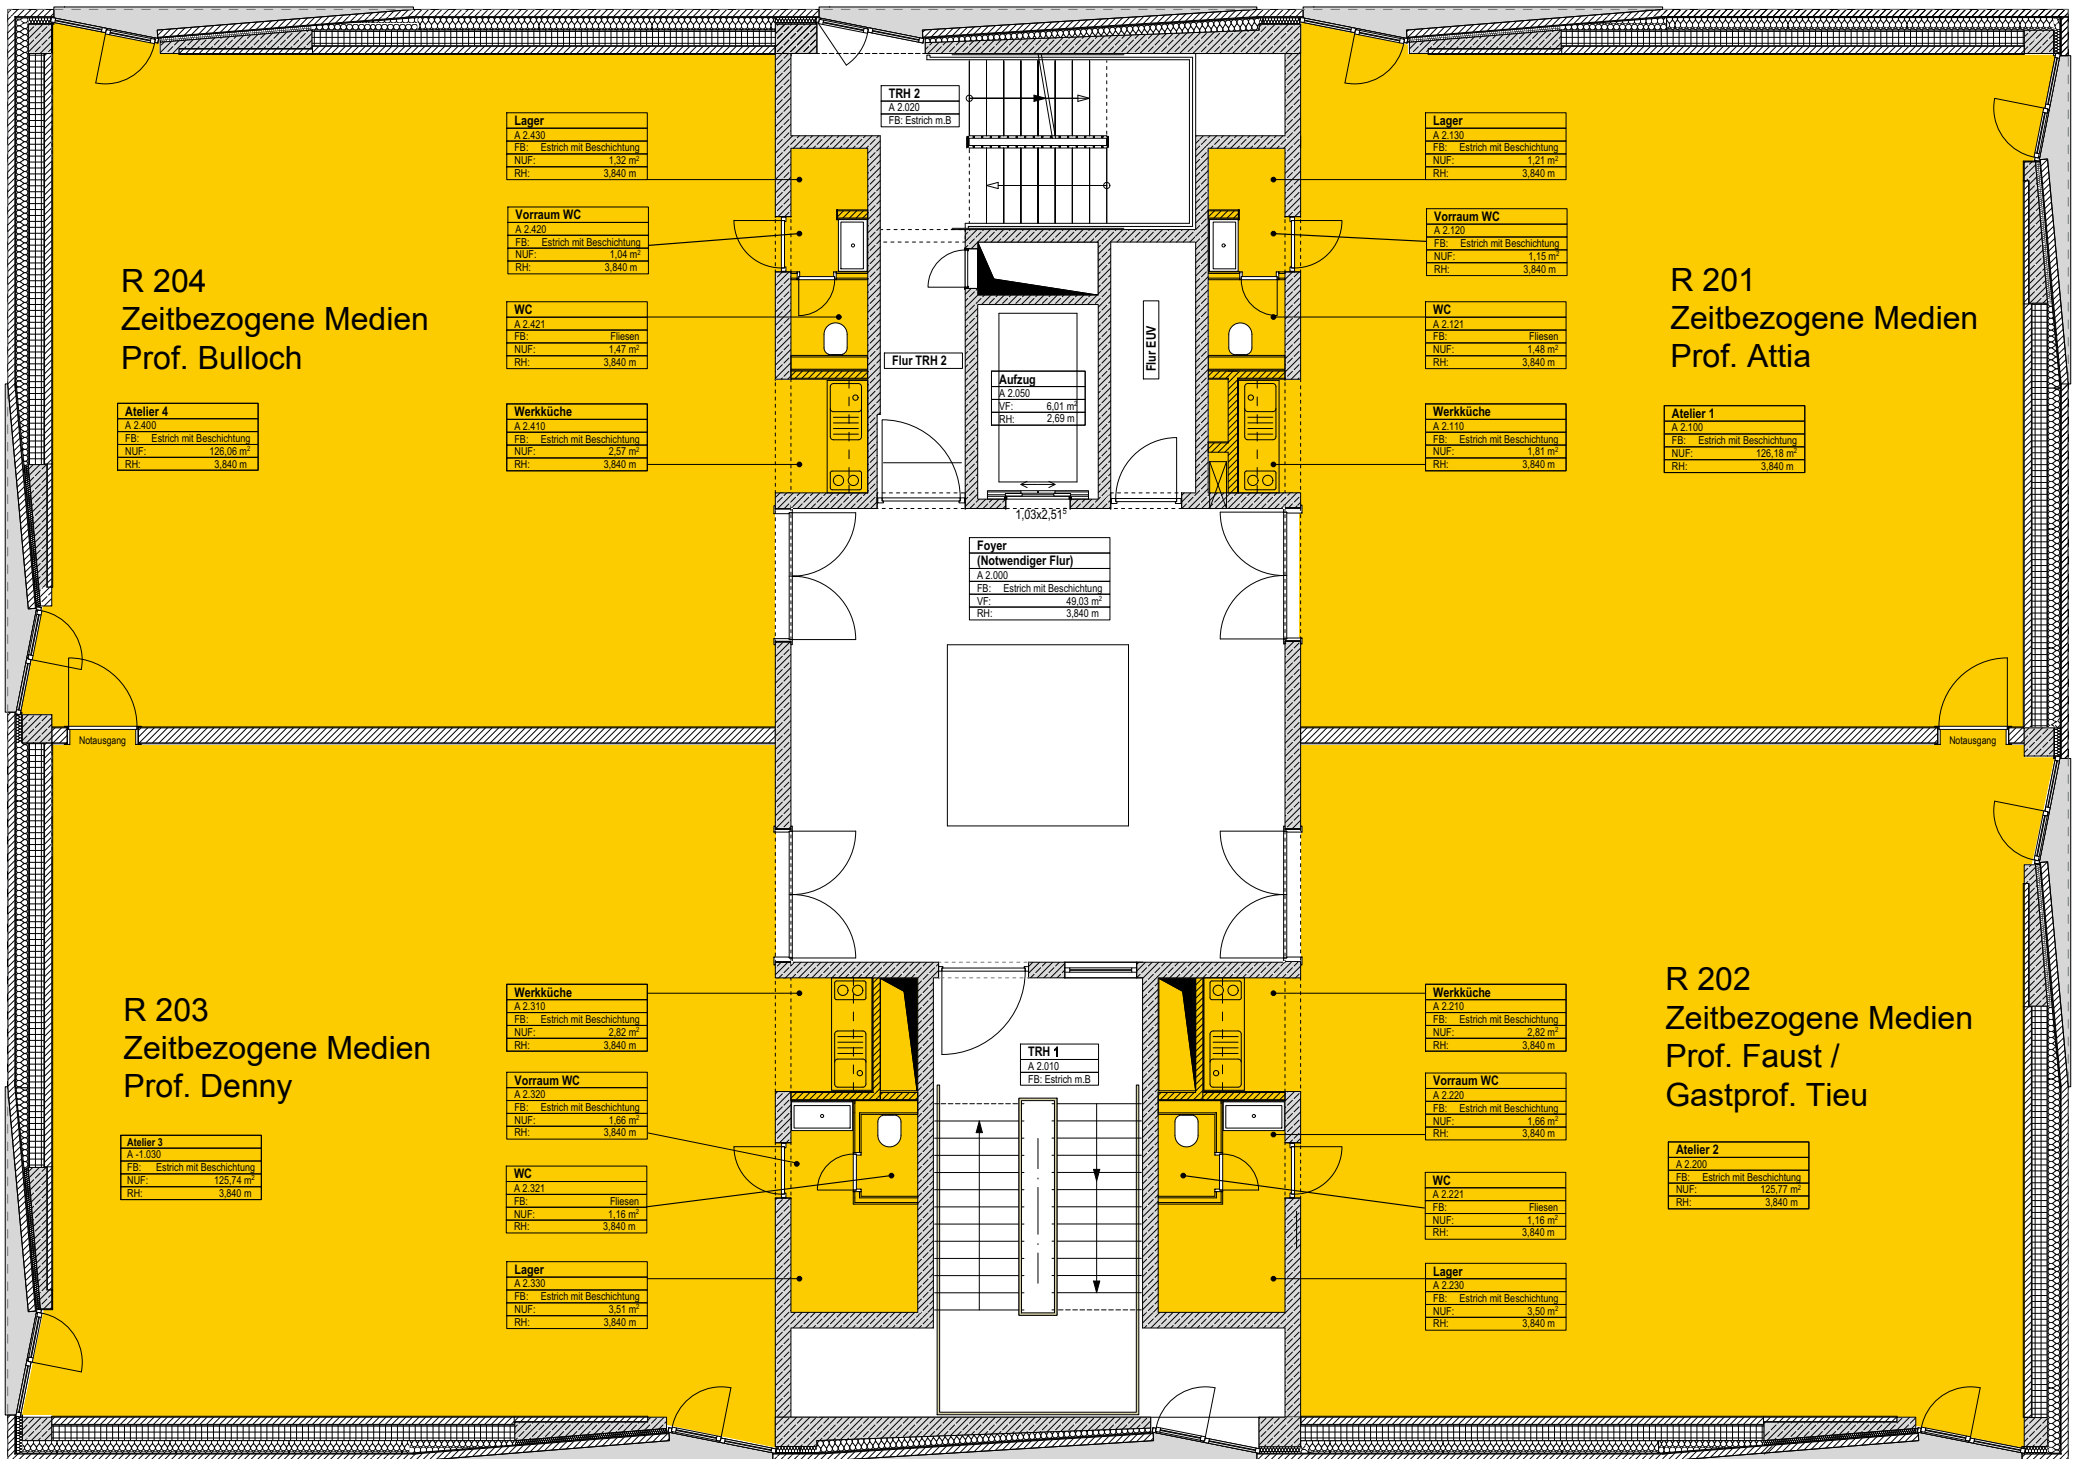 TRH 2
A 2.020
FB: Estrich m.B
Lager
A 2.430
FB: Estrich mit Beschichtung
NUF: 1,32 m²
RH: 3,840 m
Vorraum WC
A 2.420
FB: Estrich mit Beschichtung
NUF: 1,04 m²
RH: 3,840 m
WC
A 2.421
FB: Fliesen
NUF: 1,47 m²
RH: 3,840 m
Werkküche
A 2.410
FB: Estrich mit Beschichtung
NUF: 2,57 m²
RH: 3,840 m
R 204
Zeitbezogene Medien
Prof. Bulloch
Atelier 4
A 2.400
FB: Estrich mit Beschichtung
NUF: 126,06 m²
RH: 3,840 m
Flur TRH 2
Aufzug
A 2.050
VF: 6,01 m²
RH: 2,69 m
Flur EUV
1,03x2,51⁵
Lager
A 2.130
FB: Estrich mit Beschichtung
NUF: 1,21 m²
RH: 3,840 m
Vorraum WC
A 2.120
FB: Estrich mit Beschichtung
NUF: 1,15 m²
RH: 3,840 m
WC
A 2.121
FB: Fliesen
NUF: 1,48 m²
RH: 3,840 m
Werkküche
A 2.110
FB: Estrich mit Beschichtung
NUF: 1,81 m²
RH: 3,840 m
R 201
Zeitbezogene Medien
Prof. Attia
Atelier 1
A 2.100
FB: Estrich mit Beschichtung
NUF: 126,18 m²
RH: 3,840 m
Foyer
(Notwendiger Flur)
A 2.000
FB: Estrich mit Beschichtung
VF: 49,03 m²
RH: 3,840 m
Notausgang
Notausgang
R 203
Zeitbezogene Medien
Prof. Denny
Atelier 3
A -1.030
FB: Estrich mit Beschichtung
NUF: 125,74 m²
RH: 3,840 m
Werkküche
A 2.310
FB: Estrich mit Beschichtung
NUF: 2,82 m²
RH: 3,840 m
Vorraum WC
A 2.320
FB: Estrich mit Beschichtung
NUF: 1,66 m²
RH: 3,840 m
WC
A 2.321
FB: Fliesen
NUF: 1,16 m²
RH: 3,840 m
Lager
A 2.330
FB: Estrich mit Beschichtung
NUF: 3,51 m²
RH: 3,840 m
TRH 1
A 2.010
FB: Estrich m.B
Werkküche
A 2.210
FB: Estrich mit Beschichtung
NUF: 2,82 m²
RH: 3,840 m
Vorraum WC
A 2.220
FB: Estrich mit Beschichtung
NUF: 1,66 m²
RH: 3,840 m
WC
A 2.221
FB: Fliesen
NUF: 1,16 m²
RH: 3,840 m
Lager
A 2.230
FB: Estrich mit Beschichtung
NUF: 3,50 m²
RH: 3,840 m
R 202
Zeitbezogene Medien
Prof. Faust /
Gastprof. Tieu
Atelier 2
A 2.200
FB: Estrich mit Beschichtung
NUF: 125,77 m²
RH: 3,840 m